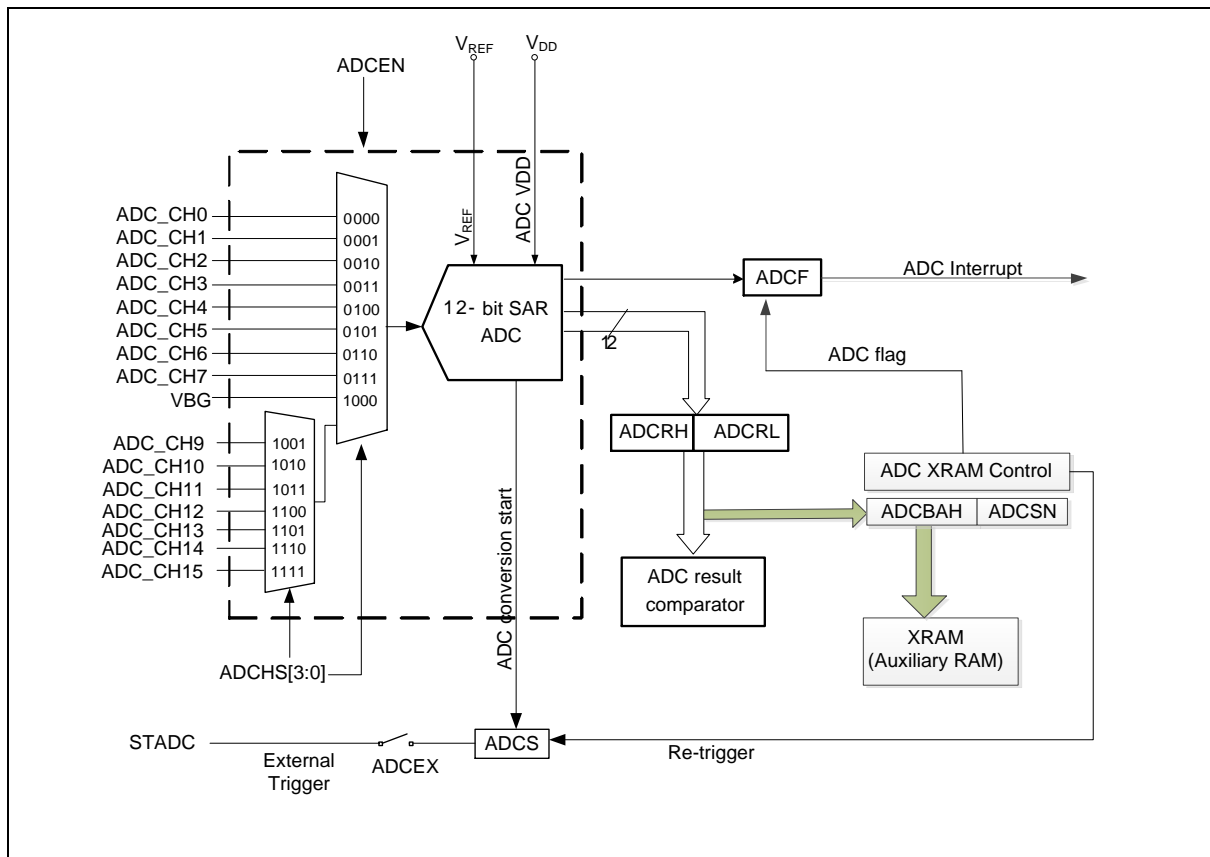 V_REF
V_DD
ADCEN
V_REF
ADC VDD
ADC_CH0
ADC_CH1
ADC_CH2
ADC_CH3
ADC_CH4
ADC_CH5
ADC_CH6
ADC_CH7
VBG
0000
0001
0010
0011
0100
0101
0110
0111
1000
12- bit SAR
ADC
12
ADCF
ADC Interrupt
ADC flag
ADCRH
ADCRL
ADC_CH9
ADC_CH10
ADC_CH11
ADC_CH12
ADC_CH13
ADC_CH14
ADC_CH15
1001
1010
1011
1100
1101
1110
1111
ADC XRAM Control
ADCBAH
ADCSN
ADC result
comparator
XRAM
(Auxiliary RAM)
ADC conversion start
ADCHS[3:0]
STADC
External
Trigger
ADCEX
ADCS
Re-trigger